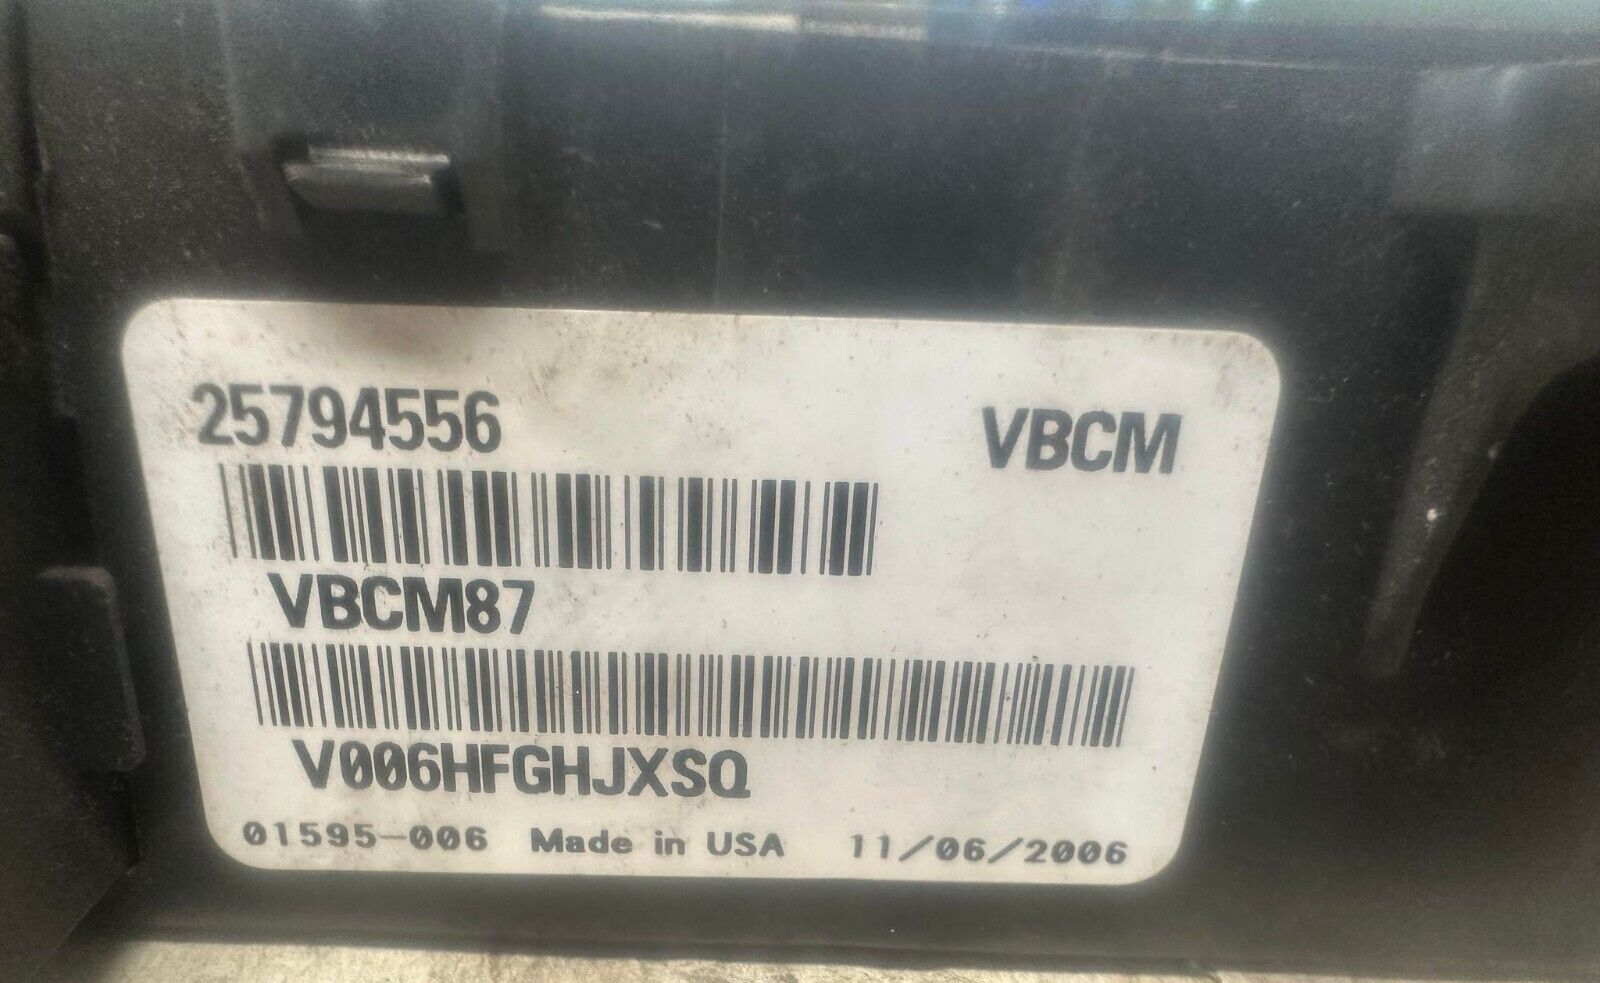 25794556 VBCM
VBCM87
V006HFGHJXSQ
01595-006 Made in USA 11/06/2006